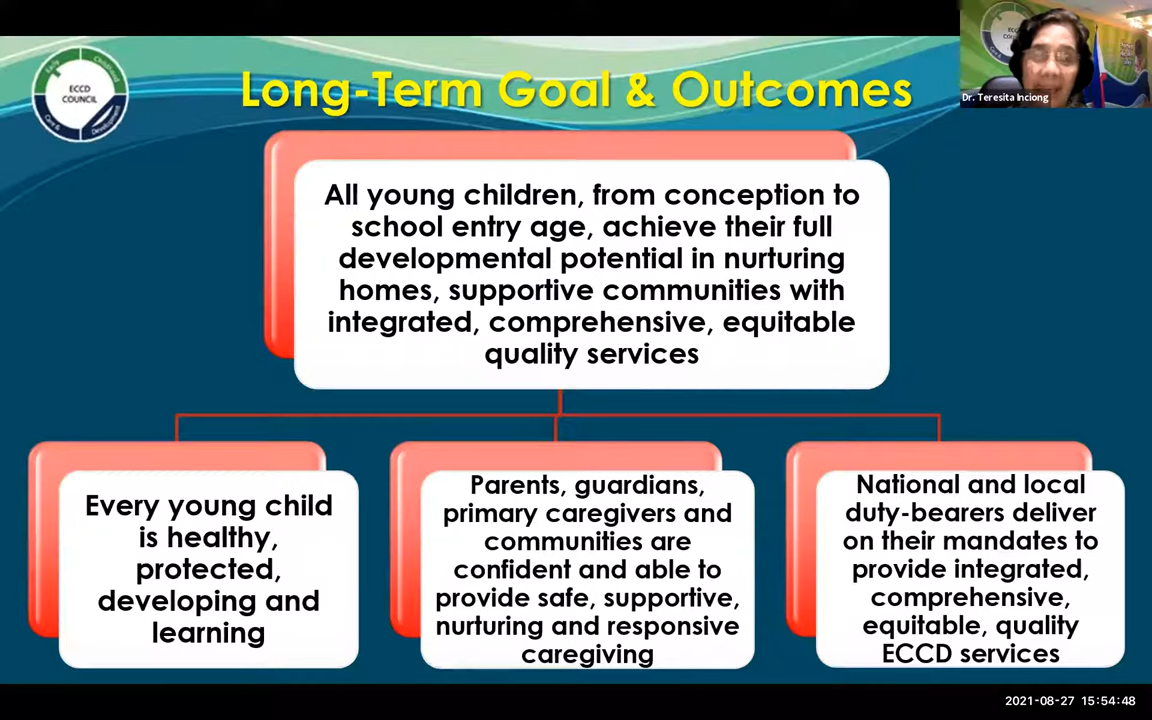 Early Childhood
ECCD
COUNCIL
Care & Development
Long-Term Goal & Outcomes
Dr. Teresita Inciong
All young children, from conception to
school entry age, achieve their full
developmental potential in nurturing
homes, supportive communities with
integrated, comprehensive, equitable
quality services
Every young child
is healthy,
protected,
developing and
learning
Parents, guardians,
primary caregivers and
communities are
confident and able to
provide safe, supportive,
nurturing and responsive
caregiving
National and local
duty-bearers deliver
on their mandates to
provide integrated,
comprehensive,
equitable, quality
ECCD services
2021-08-27 15:54:48